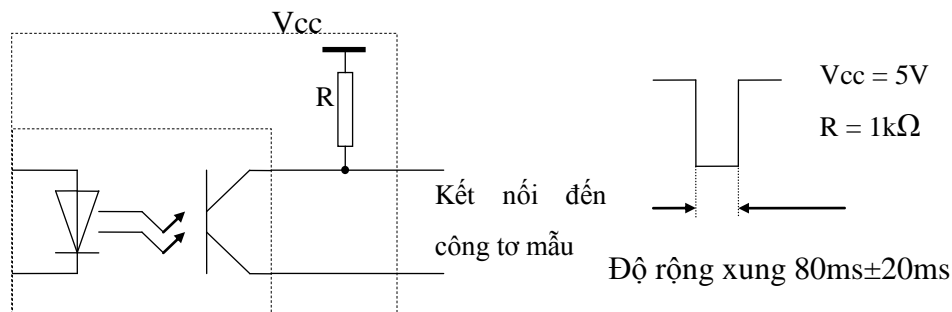 Vcc
R
Vcc = 5V
R = 1kΩ
Kết nối đến
công tơ mẫu
Độ rộng xung 80ms±20ms